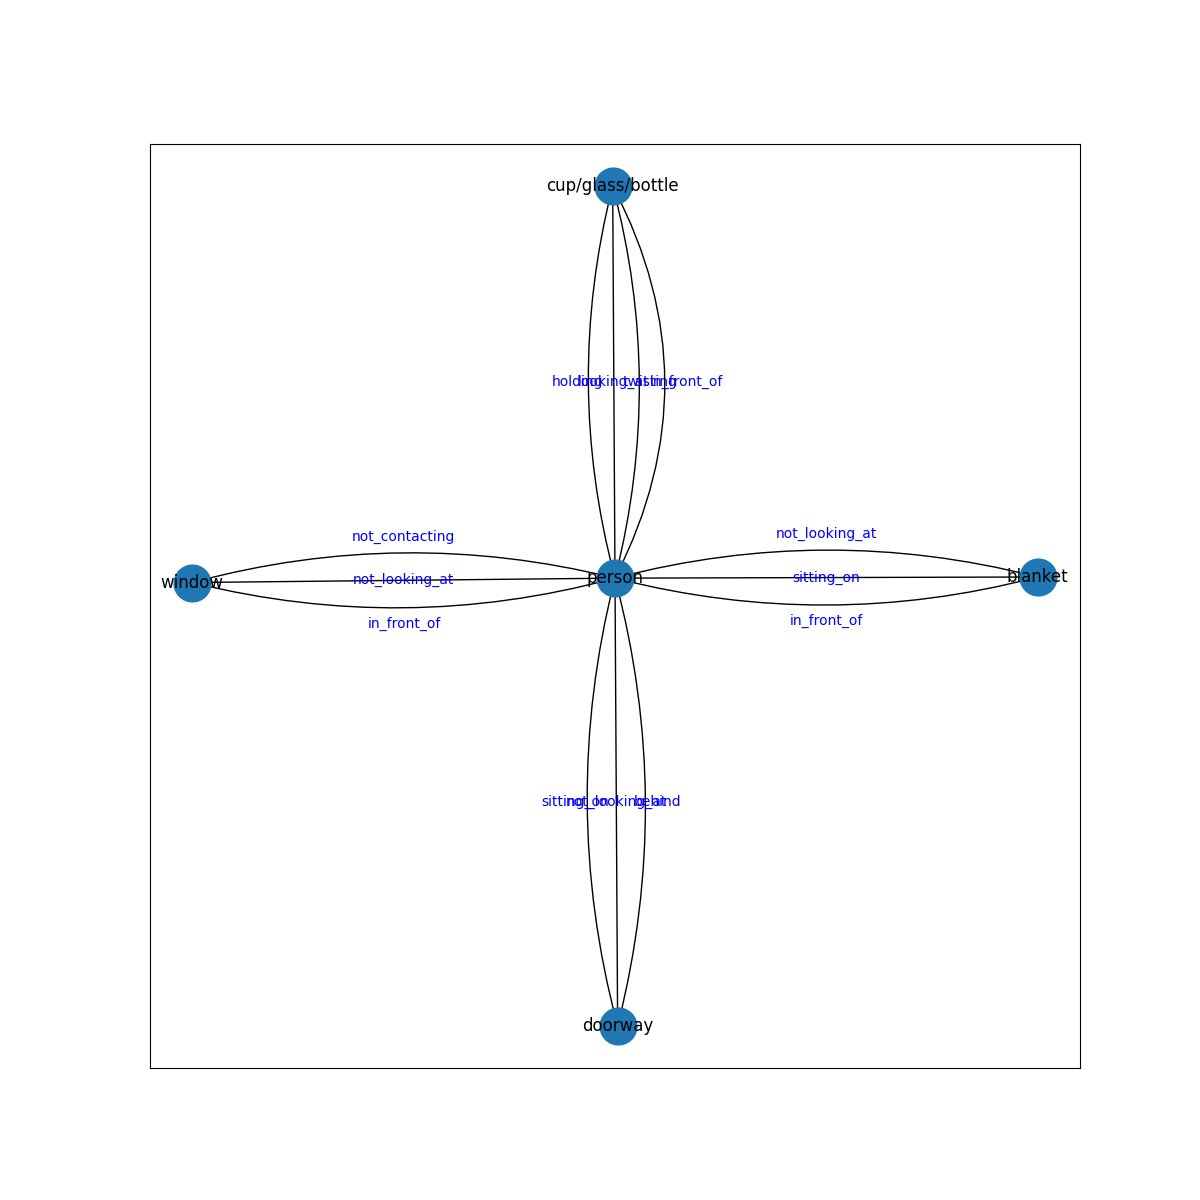 cup/glass/bottle
holding
looking_at
twisting
in_front_of
not_contacting
not_looking_at
window
not_looking_at
person
sitting_on
blanket
in_front_of
in_front_of
sitting_on
not_looking_at
behind
doorway